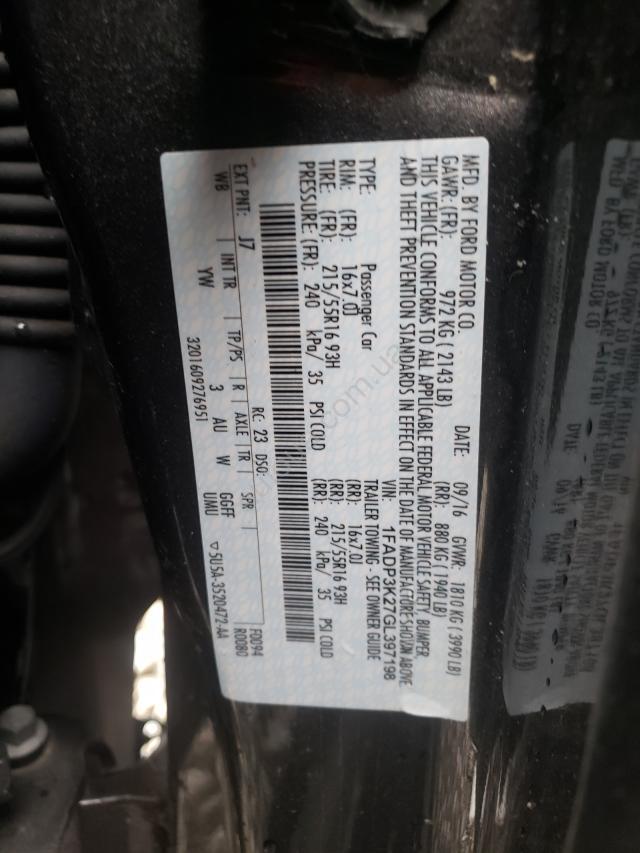 MFD. BY FORD MOTOR CO.
DATE: 09/16 GVWR: 1810 KG ( 3990 LB)
GAWR: (FR): 972 KG ( 2143 LB) (RR): 880 KG ( 1940 LB)
THIS VEHICLE CONFORMS TO ALL APPLICABLE FEDERAL MOTOR VEHICLE SAFETY, BUMPER
AND THEFT PREVENTION STANDARDS IN EFFECT ON THE DATE OF MANUFACTURE SHOWN ABOVE
VIN: 1FADP3K27GL397198
TYPE: Passenger Car TRAILER TOWING - SEE OWNER GUIDE
RIM: (FR): 16x7.0J (RR): 16x7.0J
TIRE: (FR): 215/55R16 93H (RR): 215/55R16 93H
PRESSURE: (FR): 240 kPa/ 35 PSI COLD (RR): 240 kPa/ 35 PSI COLD
RC: 23 DSO: F0094
EXT PNT: J7 R0080
| INT TR | TP/PS | R | AXLE | TR | SPR
WB YW 3 AU W GGFF
3201609276951 UMU ▽ 5U5A-3520472-AA
.com.ua